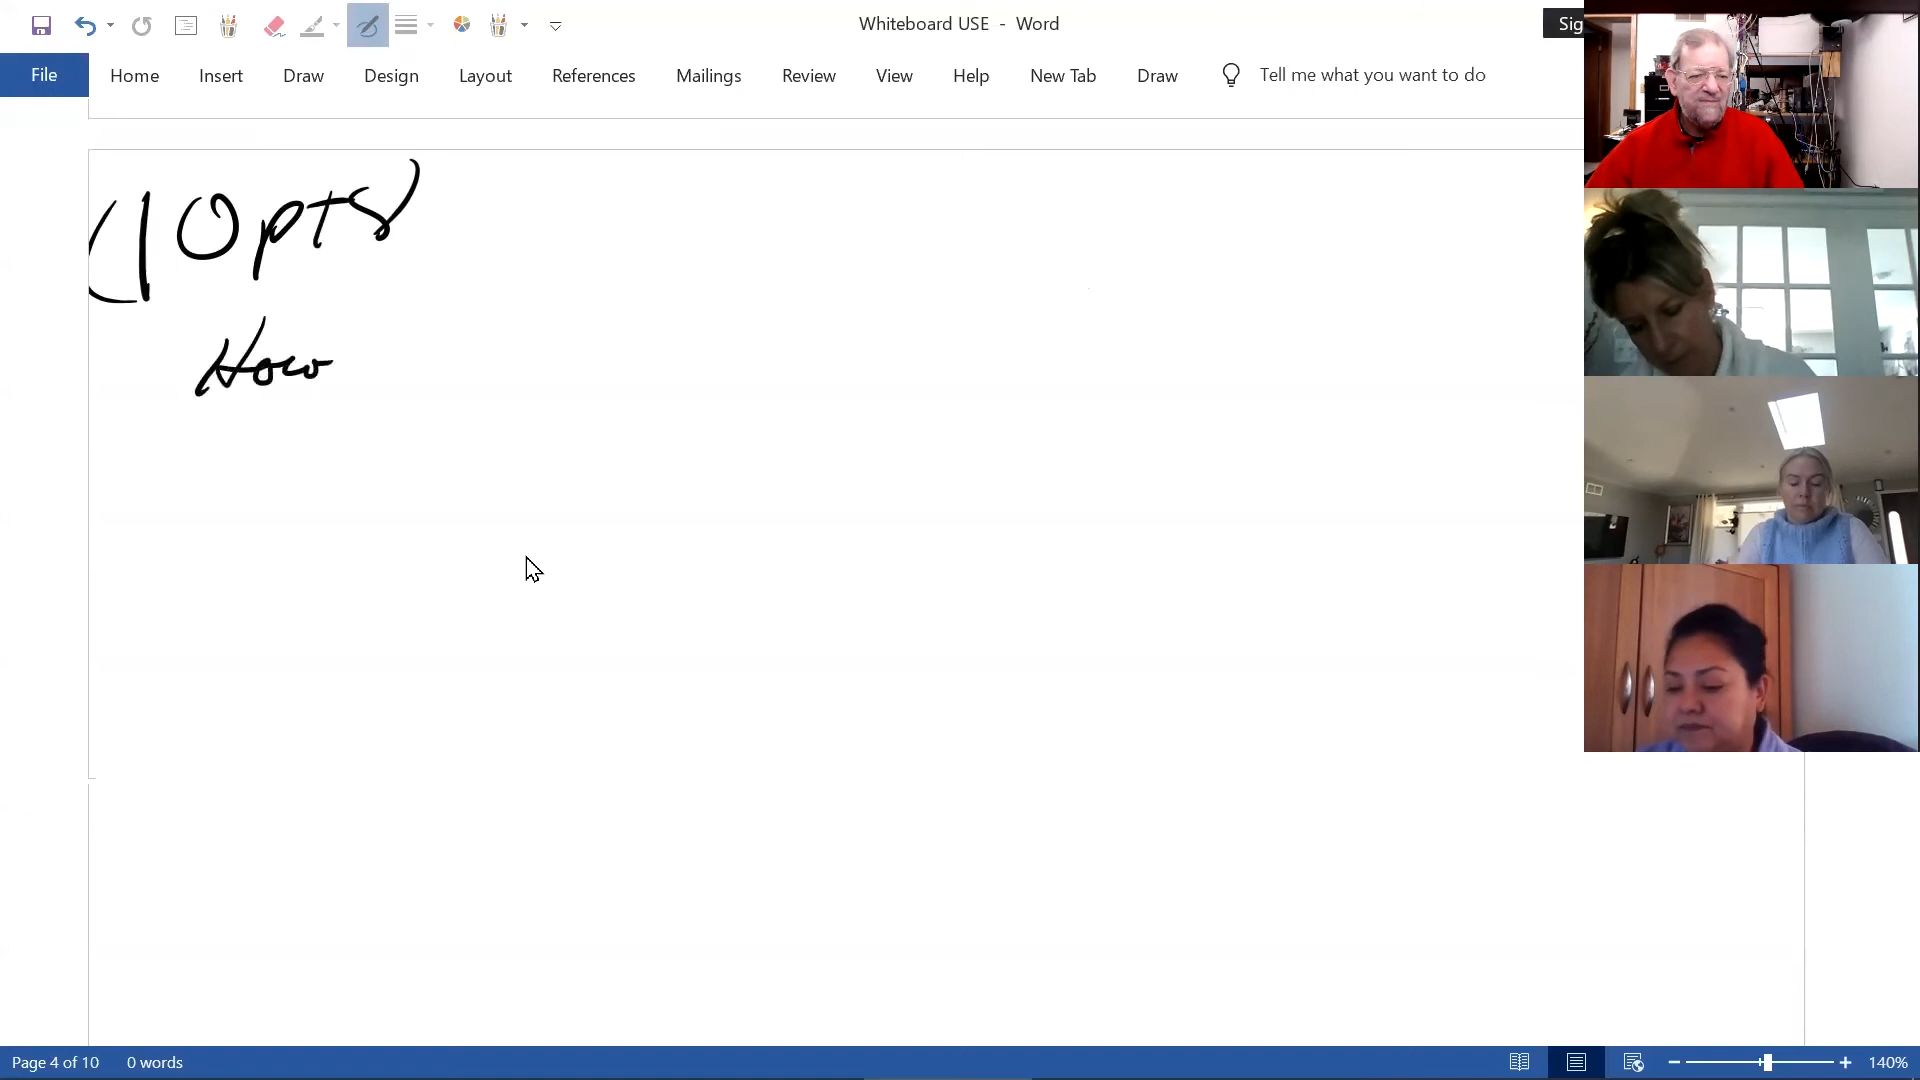 Whiteboard USE - Word
Sig
File Home Insert Draw Design Layout References Mailings Review View Help New Tab Draw Tell me what you want to do
(10pts)
How
Page 4 of 10 0 words 140%